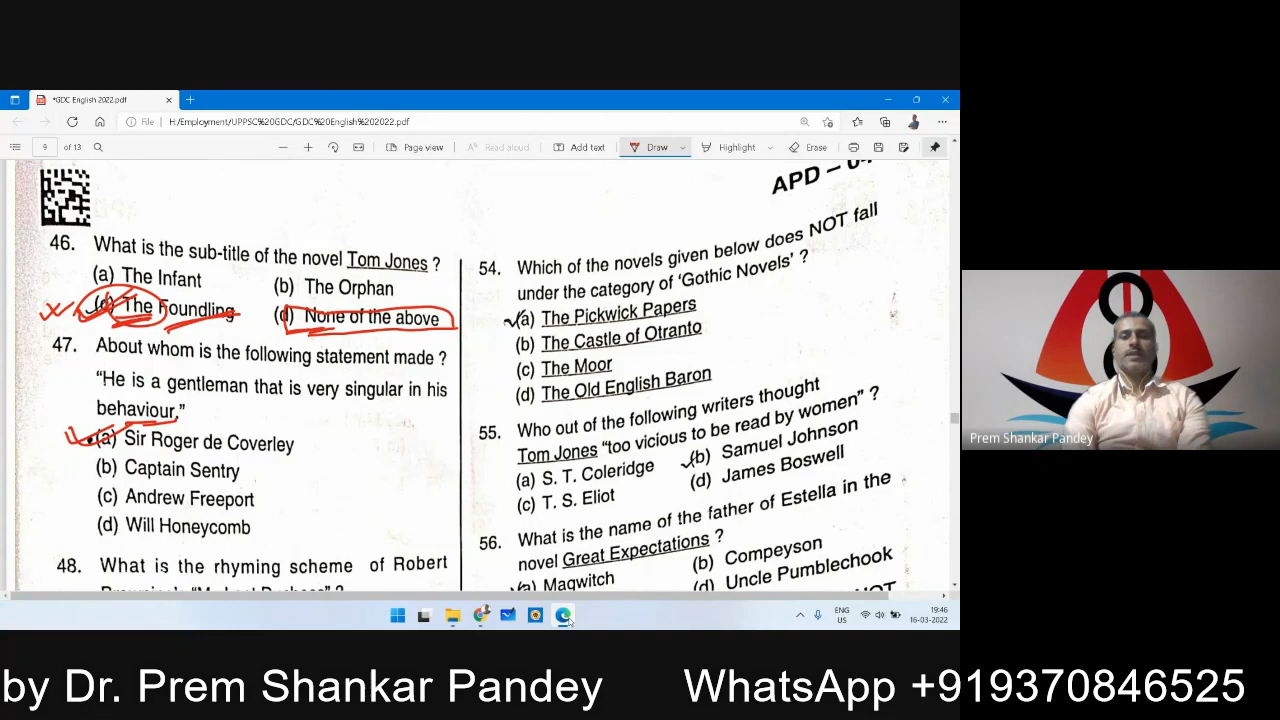 *GDC English 2022.pdf
File | H:/Employment/UPPSC%20GDC/GDC%20English%202022.pdf
9 of 13
Page view
Read aloud
Add text
Draw
Highlight
Erase
APD – 04
46. What is the sub-title of the novel Tom Jones ?
(a) The Infant (b) The Orphan
(c) The Foundling (d) None of the above
47. About whom is the following statement made ?
“He is a gentleman that is very singular in his
behaviour.”
(a) Sir Roger de Coverley
(b) Captain Sentry
(c) Andrew Freeport
(d) Will Honeycomb
48. What is the rhyming scheme of Robert
54. Which of the novels given below does NOT fall
under the category of ‘Gothic Novels’ ?
(a) The Pickwick Papers
(b) The Castle of Otranto
(c) The Moor
(d) The Old English Baron
55. Who out of the following writers thought
Tom Jones “too vicious to be read by women” ?
(a) S. T. Coleridge (b) Samuel Johnson
(c) T. S. Eliot (d) James Boswell
56. What is the name of the father of Estella in the
novel Great Expectations ?
(a) Magwitch (b) Compeyson
(d) Uncle Pumblechook
NOT
ENG
US
19:46
16-03-2022
Prem Shankar Pandey
by Dr. Prem Shankar Pandey WhatsApp +919370846525